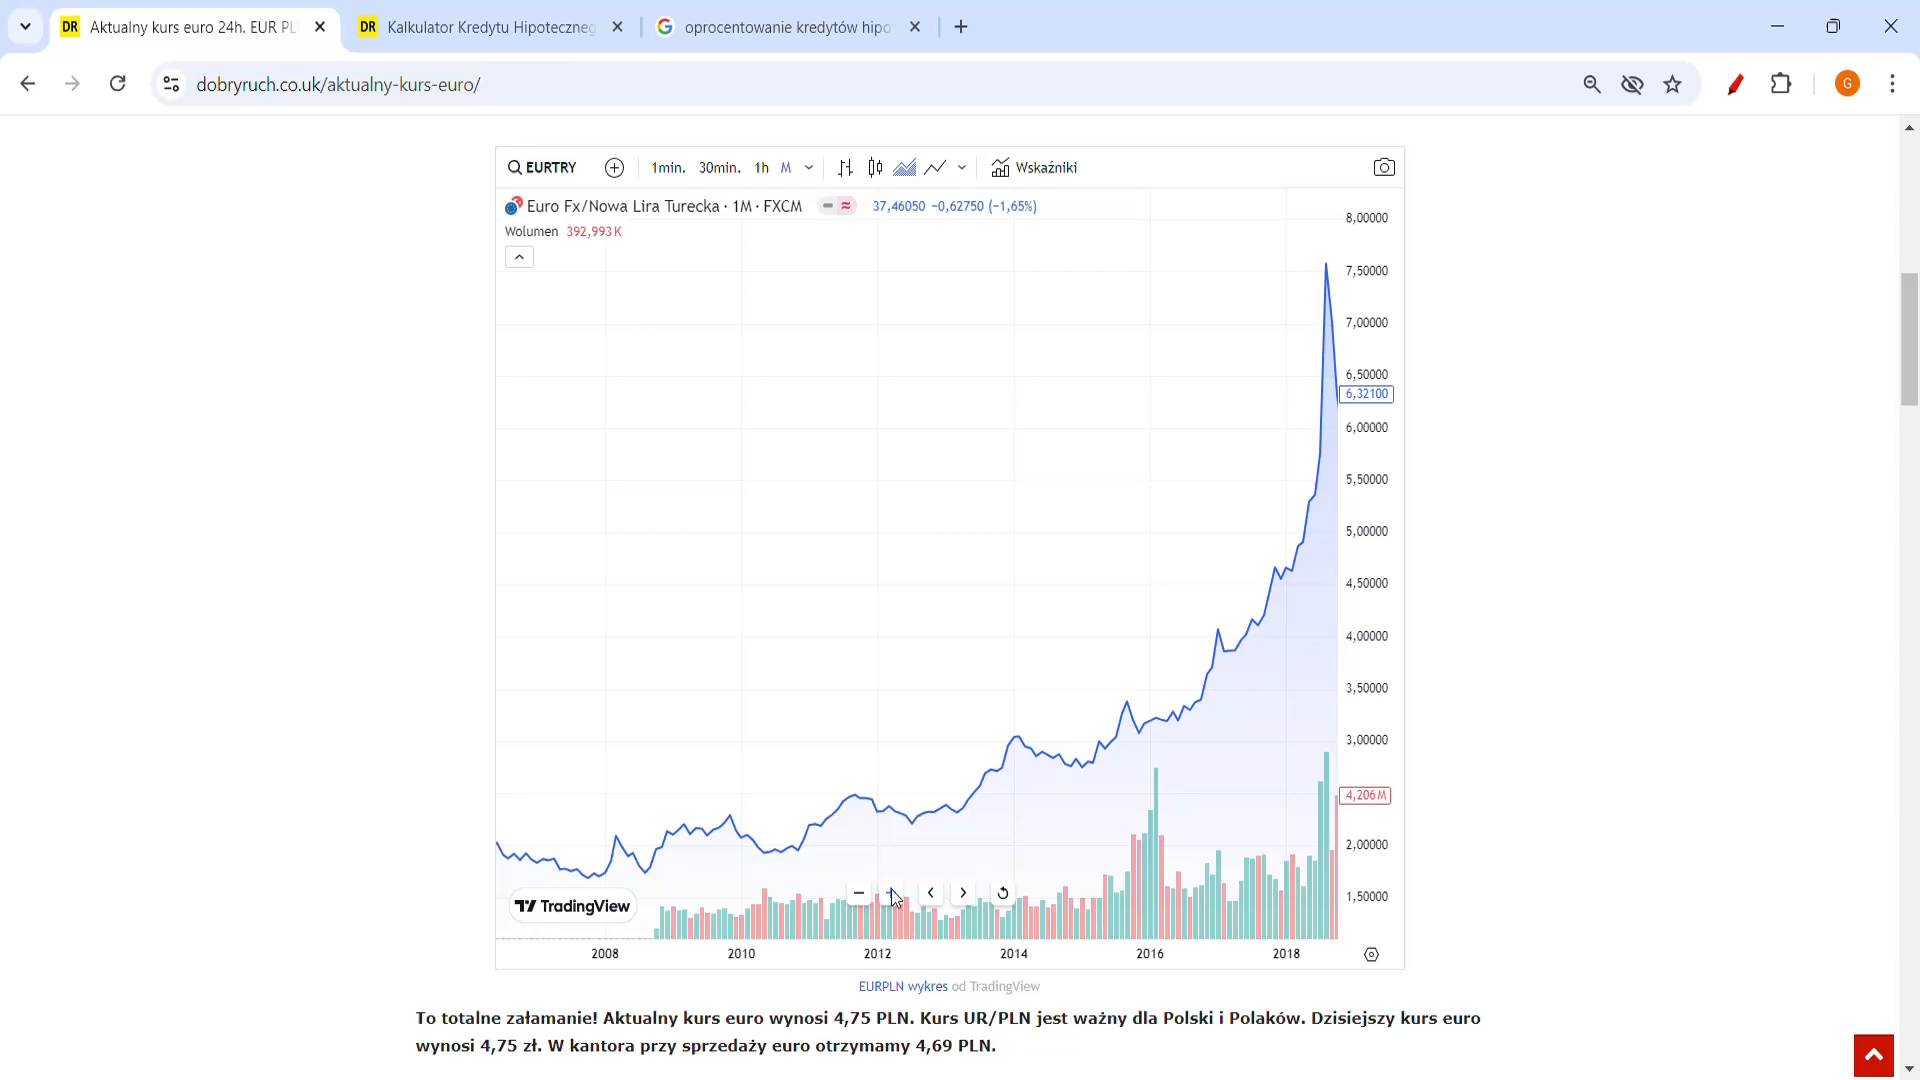 DR Aktualny kurs euro 24h. EUR PL
DR Kalkulator Kredytu Hipoteczneg
G oprocentowanie kredytów hipo
dobryruch.co.uk/aktualny-kurs-euro/
G
EURTRY 1min. 30min. 1h M Wskaźniki
Euro Fx/Nowa Lira Turecka · 1M · FXCM 37,46050 −0,62750 (−1,65%)
Wolumen 392,993K
8,00000
7,50000
7,00000
6,50000
6,32100
6,00000
5,50000
5,00000
4,50000
4,00000
3,50000
3,00000
4,206M
2,00000
1,50000
TradingView
2008 2010 2012 2014 2016 2018
EURPLN wykres od TradingView
To totalne załamanie! Aktualny kurs euro wynosi 4,75 PLN. Kurs UR/PLN jest ważny dla Polski i Polaków. Dzisiejszy kurs euro
wynosi 4,75 zł. W kantora przy sprzedaży euro otrzymamy 4,69 PLN.